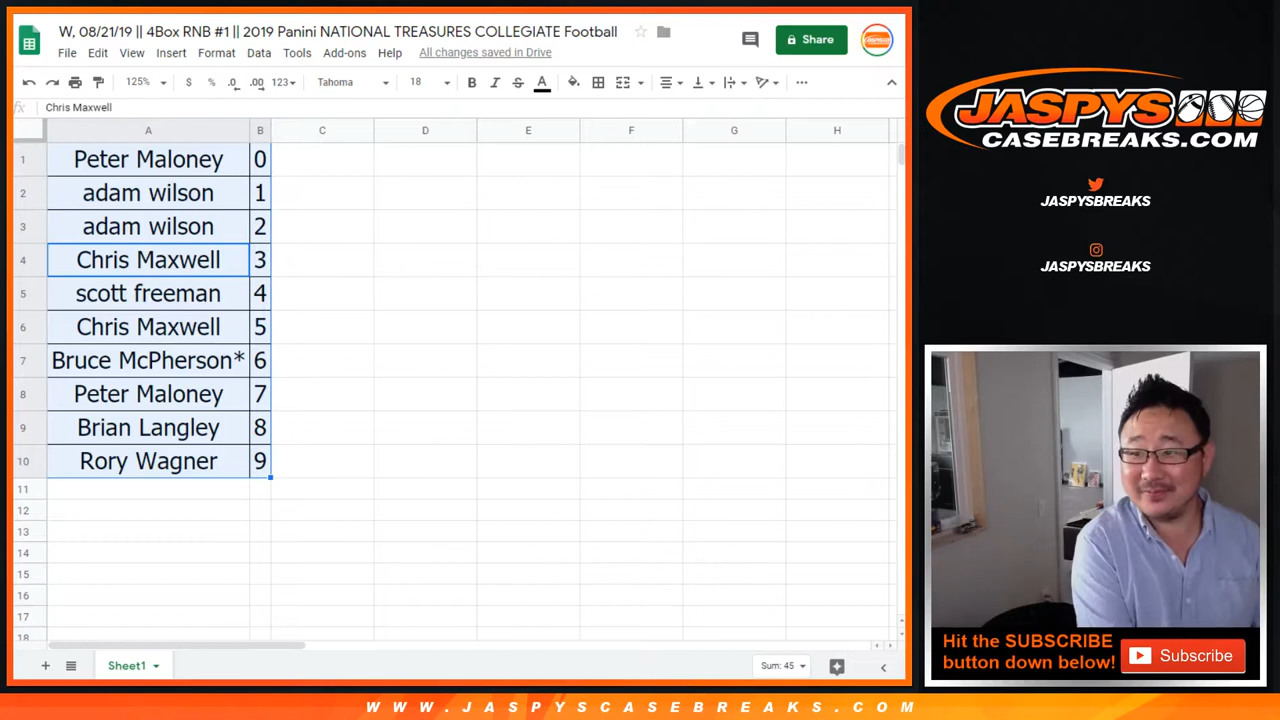 W, 08/21/19 || 4Box RNB #1 || 2019 Panini NATIONAL TREASURES COLLEGIATE Football
File Edit View Insert Format Data Tools Add-ons Help All changes saved in Drive
Share
125% $ % .0 .00 123 Tahoma 18 B I S A
fx Chris Maxwell
A B C D E F G H
1 Peter Maloney 0
2 adam wilson 1
3 adam wilson 2
4 Chris Maxwell 3
5 scott freeman 4
6 Chris Maxwell 5
7 Bruce McPherson* 6
8 Peter Maloney 7
9 Brian Langley 8
10 Rory Wagner 9
11
12
13
14
15
16
17
18
Sheet1
Sum: 45
JASPYS
CASEBREAKS.COM
JASPYSBREAKS
JASPYSBREAKS
Hit the SUBSCRIBE
button down below!
Subscribe
WWW.JASPYSCASEBREAKS.COM